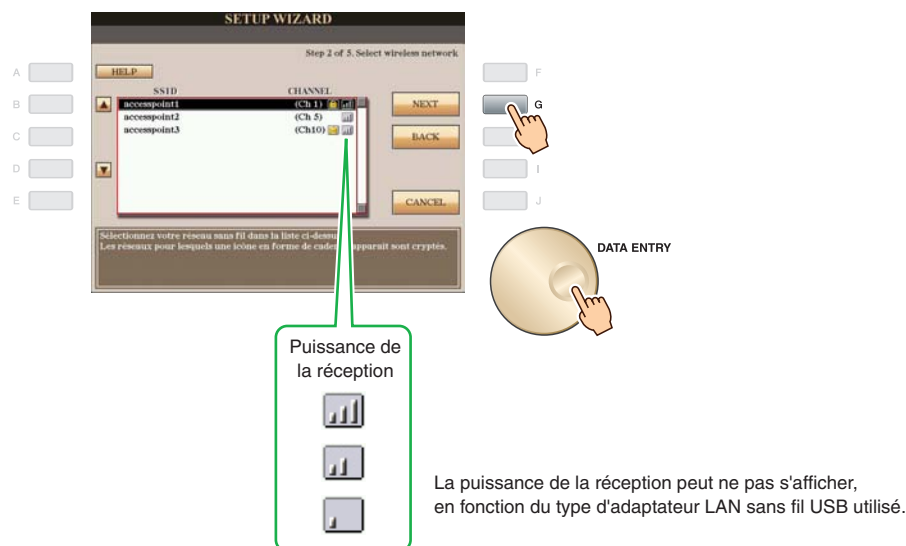 SETUP WIZARD
Step 2 of 5. Select wireless network
HELP
SSID CHANNEL
accesspoint1 (Ch 1)
accesspoint2 (Ch 5)
accesspoint3 (Ch10)
NEXT
BACK
CANCEL
Sélectionnez votre réseau sans fil dans la liste ci-dessu
Les réseaux pour lesquels une icône en forme de cade apparaît sont cryptés.
A
B
C
D
E
F
G
I
J
DATA ENTRY
Puissance de
la réception
La puissance de la réception peut ne pas s'afficher,
en fonction du type d'adaptateur LAN sans fil USB utilisé.